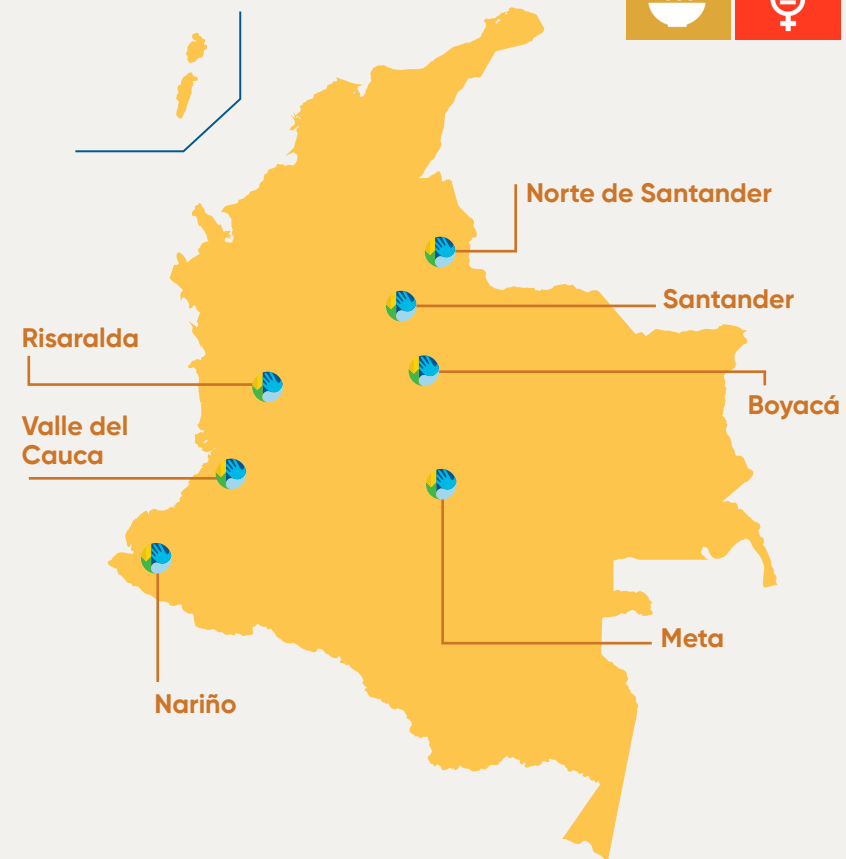 Norte de Santander
Santander
Risaralda
Boyacá
Valle del
Cauca
Meta
Nariño